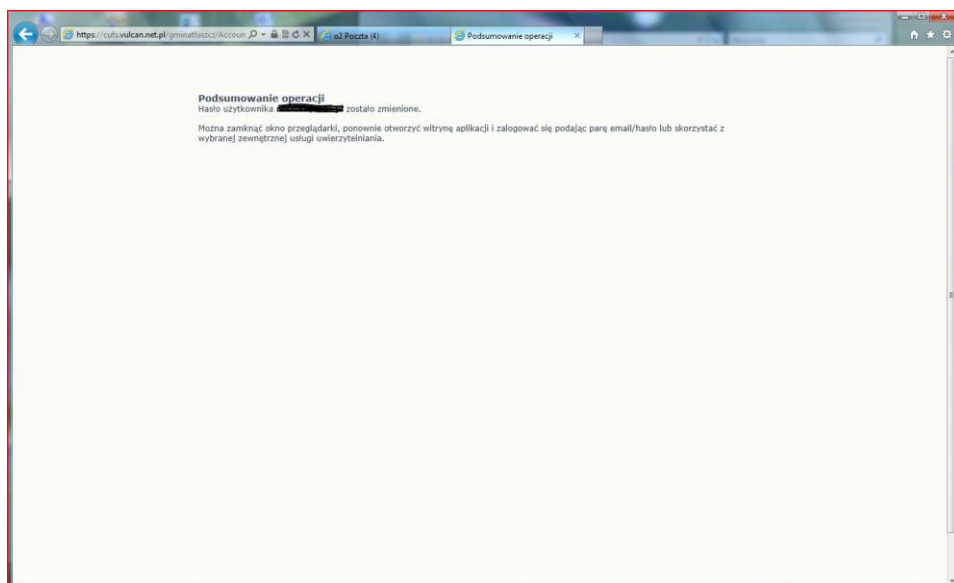 https://cufs.vulcan.net.pl/gminatluszcz/Accoun
o2 Poczta (4)
Podsumowanie operacji
Podsumowanie operacji
Hasło użytkownika zostało zmienione.
Można zamknąć okno przeglądarki, ponownie otworzyć witrynę aplikacji i zalogować się podając parę email/hasło lub skorzystać z
wybranej zewnętrznej usługi uwierzytelniania.